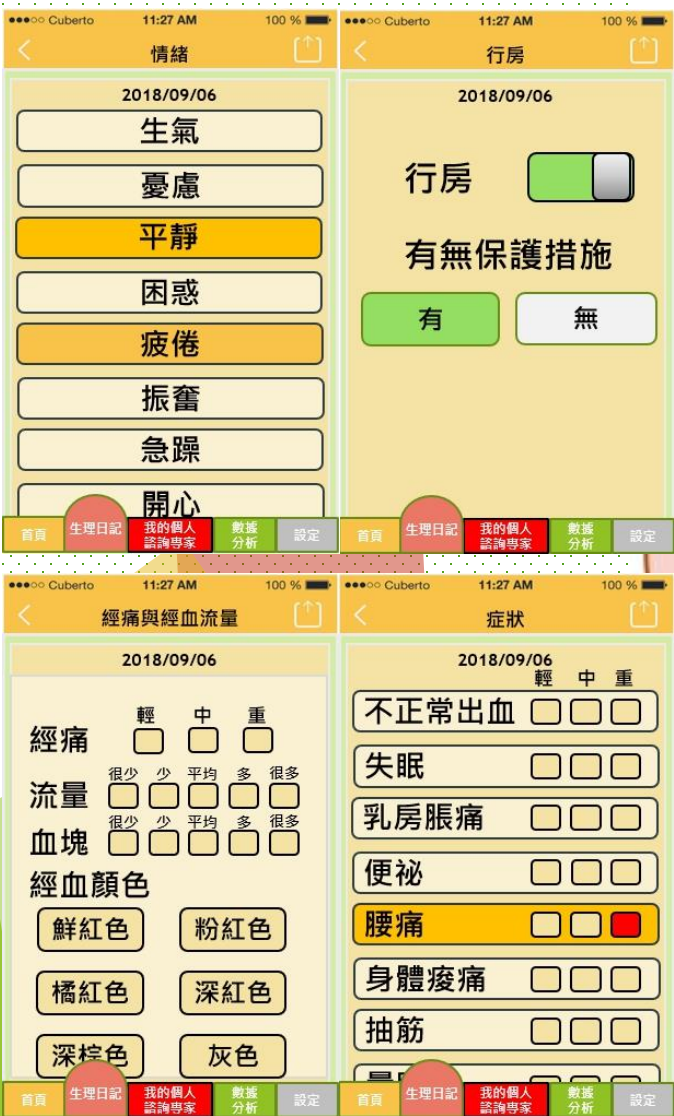 Cuberto 11:27 AM 100 %
情緒
2018/09/06
生氣
憂慮
平靜
困惑
疲倦
振奮
急躁
開心
首頁 生理日記 我的個人諮詢專家 數據分析 設定
Cuberto 11:27 AM 100 %
行房
2018/09/06
行房
有無保護措施
有 無
首頁 生理日記 我的個人諮詢專家 數據分析 設定
Cuberto 11:27 AM 100 %
經痛與經血流量
2018/09/06
輕 中 重
經痛
很少 少 平均 多 很多
流量
很少 少 平均 多 很多
血塊
經血顏色
鮮紅色 粉紅色
橘紅色 深紅色
深棕色 灰色
首頁 生理日記 我的個人諮詢專家 數據分析 設定
Cuberto 11:27 AM 100 %
症狀
2018/09/06
輕 中 重
不正常出血
失眠
乳房脹痛
便祕
腰痛
身體痠痛
抽筋
首頁 生理日記 我的個人諮詢專家 數據分析 設定